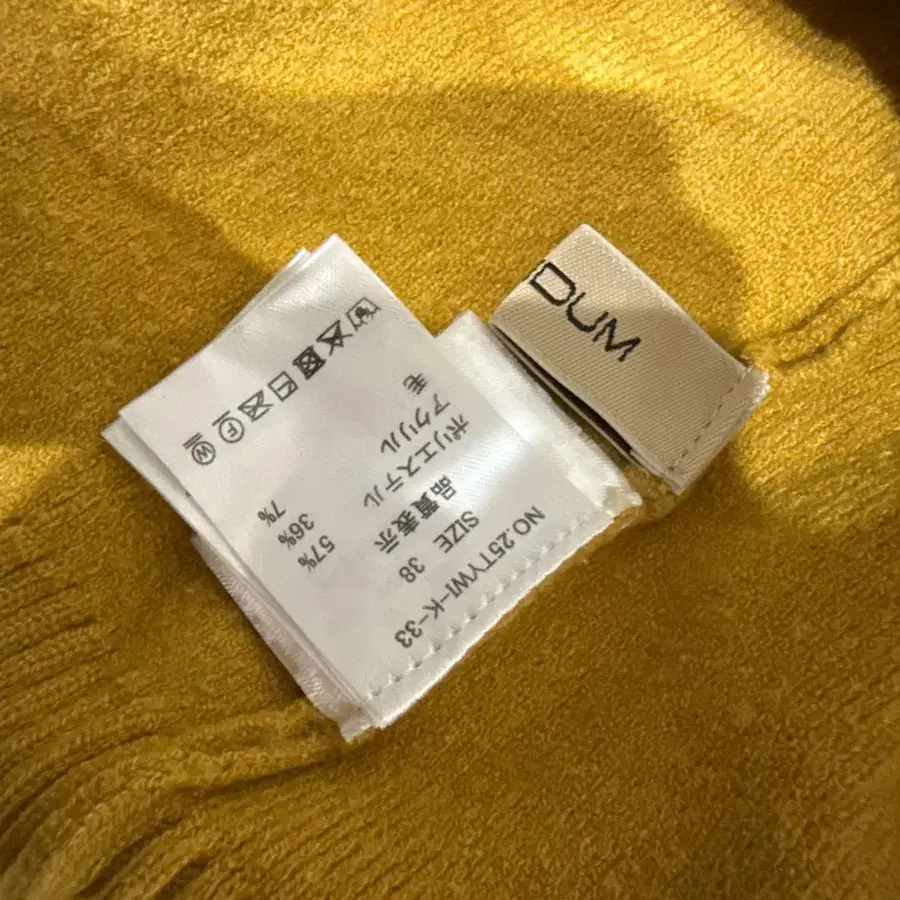 NO.25TYWI-K-33
SIZE 38
品質表示
ポリエステル 57%
アクリル 36%
毛 7%
F W
DUM